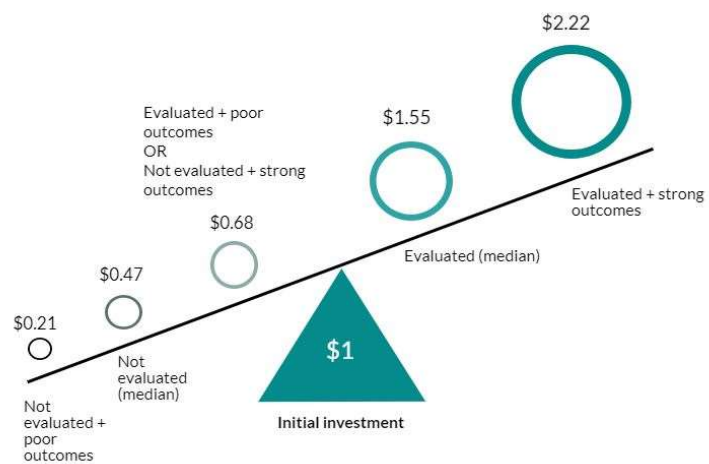 $2.22
Evaluated + poor
outcomes
OR
Not evaluated + strong
outcomes
$1.55
Evaluated + strong
outcomes
$0.68
Evaluated (median)
$0.47
$0.21
$1
Not
evaluated
(median)
Not
evaluated +
poor
outcomes
Initial investment